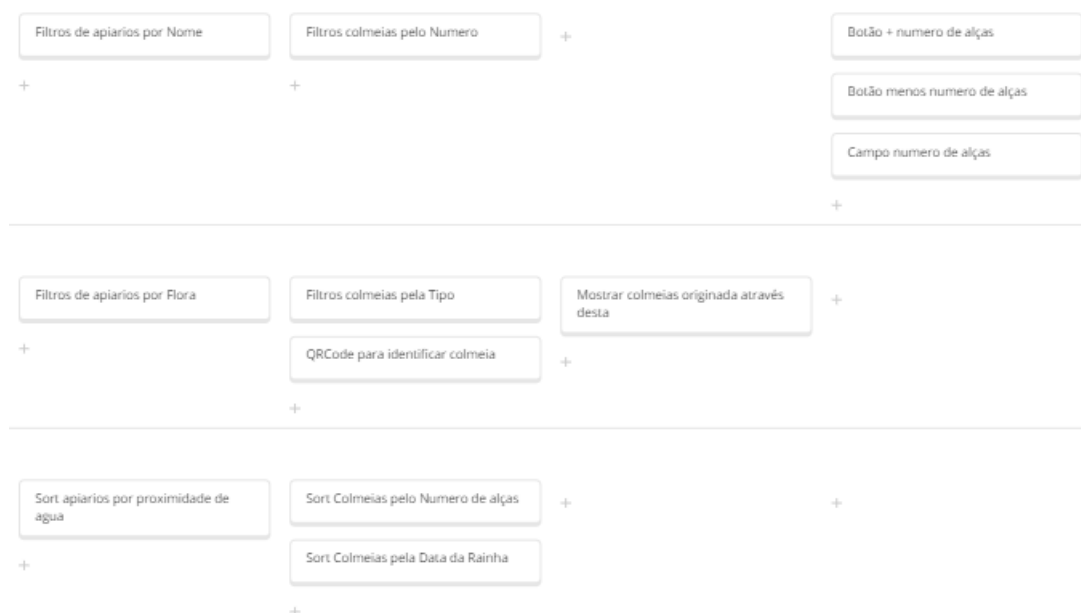 Filtros de apiarios por Nome
Filtros colmeias pelo Numero
+
Botão + numero de alças
+
+
Botão menos numero de alças
Campo numero de alças
+
Filtros de apiarios por Flora
Filtros colmeias pela Tipo
Mostrar colmeias originada através
desta
+
+
QRCode para identificar colmeia
+
+
Sort apiarios por proximidade de
agua
Sort Colmeias pelo Numero de alças
+
+
+
Sort Colmeias pela Data da Rainha
+